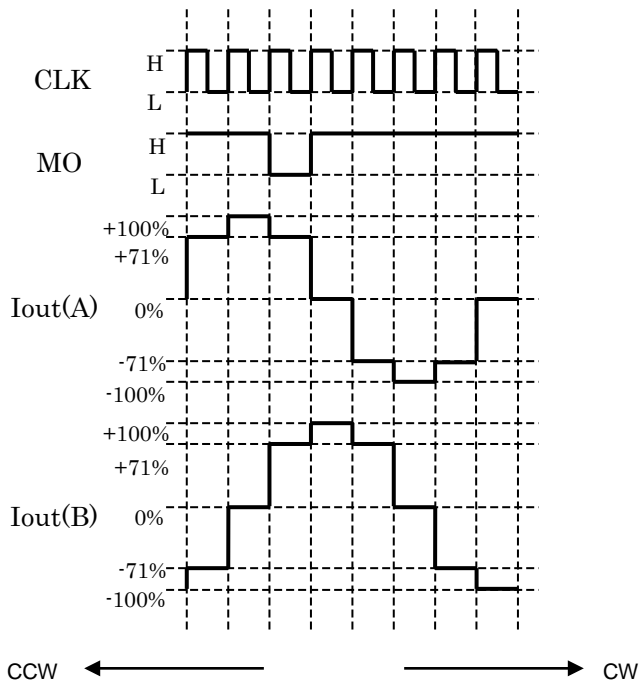 CLK
H
L
MO
H
L
Iout(A)
+100%
+71%
0%
-71%
-100%
Iout(B)
+100%
+71%
0%
-71%
-100%
CCW
CW